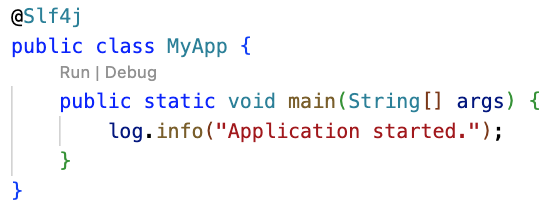 @Slf4j
public class MyApp {
Run | Debug
public static void main(String[] args) {
log.info("Application started.");
}
}